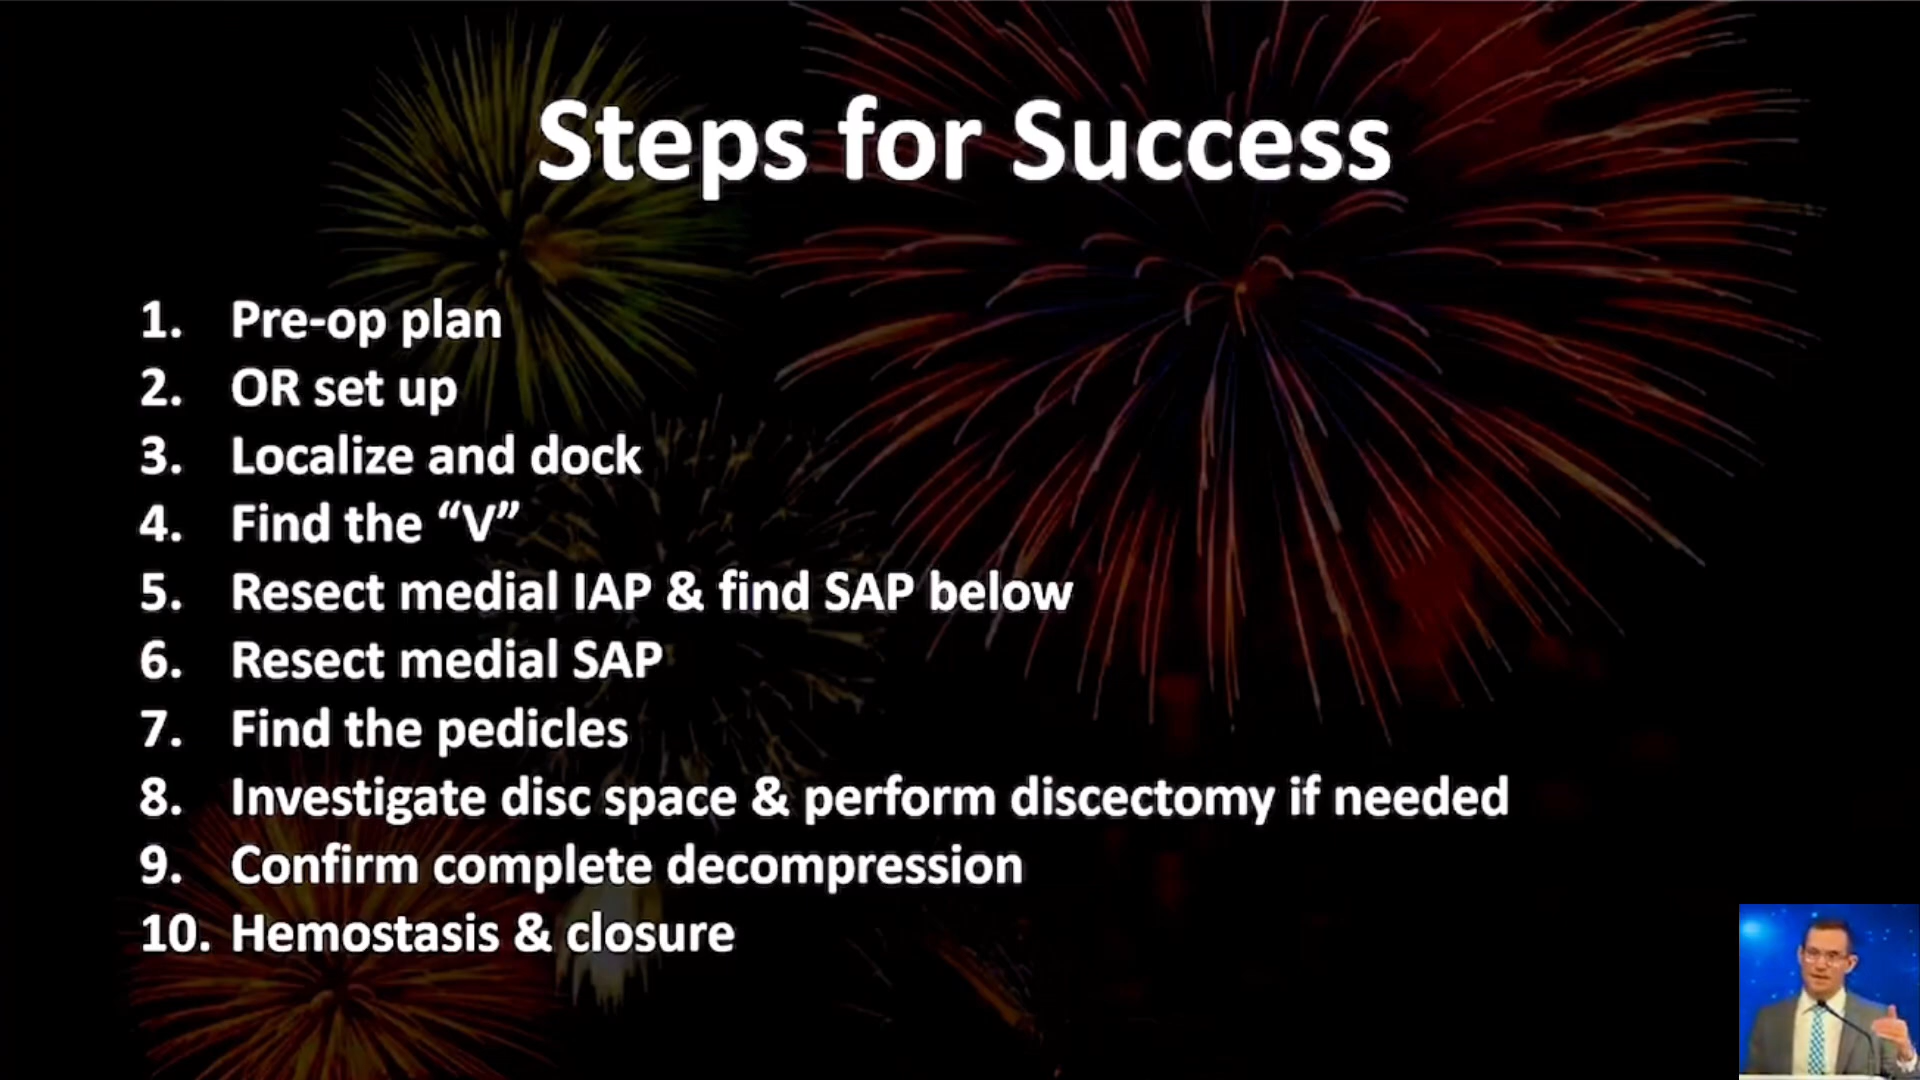 Steps for Success
1. Pre-op plan
2. OR set up
3. Localize and dock
4. Find the “V”
5. Resect medial IAP & find SAP below
6. Resect medial SAP
7. Find the pedicles
8. Investigate disc space & perform discectomy if needed
9. Confirm complete decompression
10. Hemostasis & closure